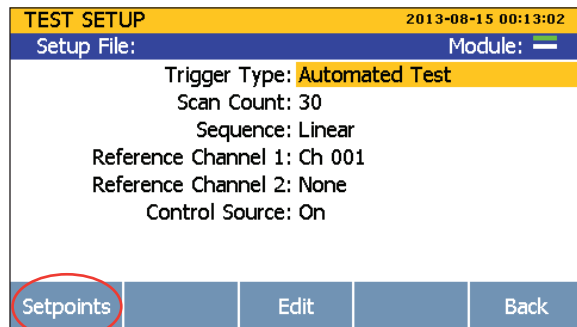 TEST SETUP 2013-08-15 00:13:02
Setup File: Module:
Trigger Type: Automated Test
Scan Count: 30
Sequence: Linear
Reference Channel 1: Ch 001
Reference Channel 2: None
Control Source: On
Setpoints Edit Back